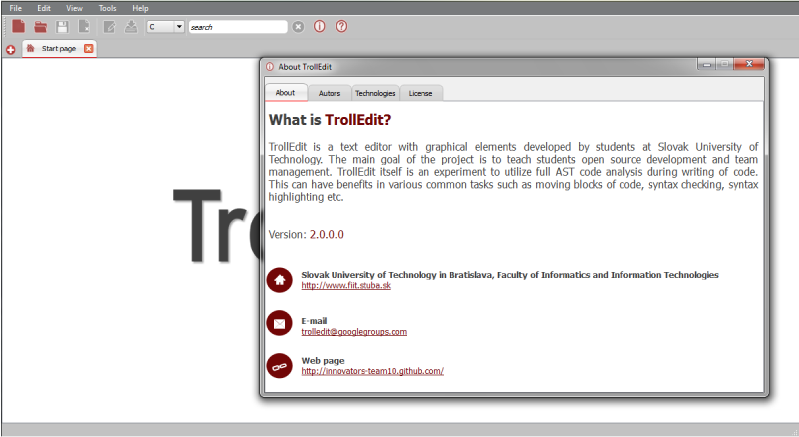 File Edit View Tools Help
C search
Start page
About TrollEdit
About Autors Technologies License
What is TrollEdit?
TrollEdit is a text editor with graphical elements developed by students at Slovak University of
Technology. The main goal of the project is to teach students open source development and team
management. TrollEdit itself is an experiment to utilize full AST code analysis during writing of code.
This can have benefits in various common tasks such as moving blocks of code, syntax checking, syntax
highlighting etc.
Version: 2.0.0.0
Slovak University of Technology in Bratislava, Faculty of Informatics and Information Technologies
http://www.fiit.stuba.sk
E-mail
trolledit@googlegroups.com
Web page
http://innovators-team10.github.com/